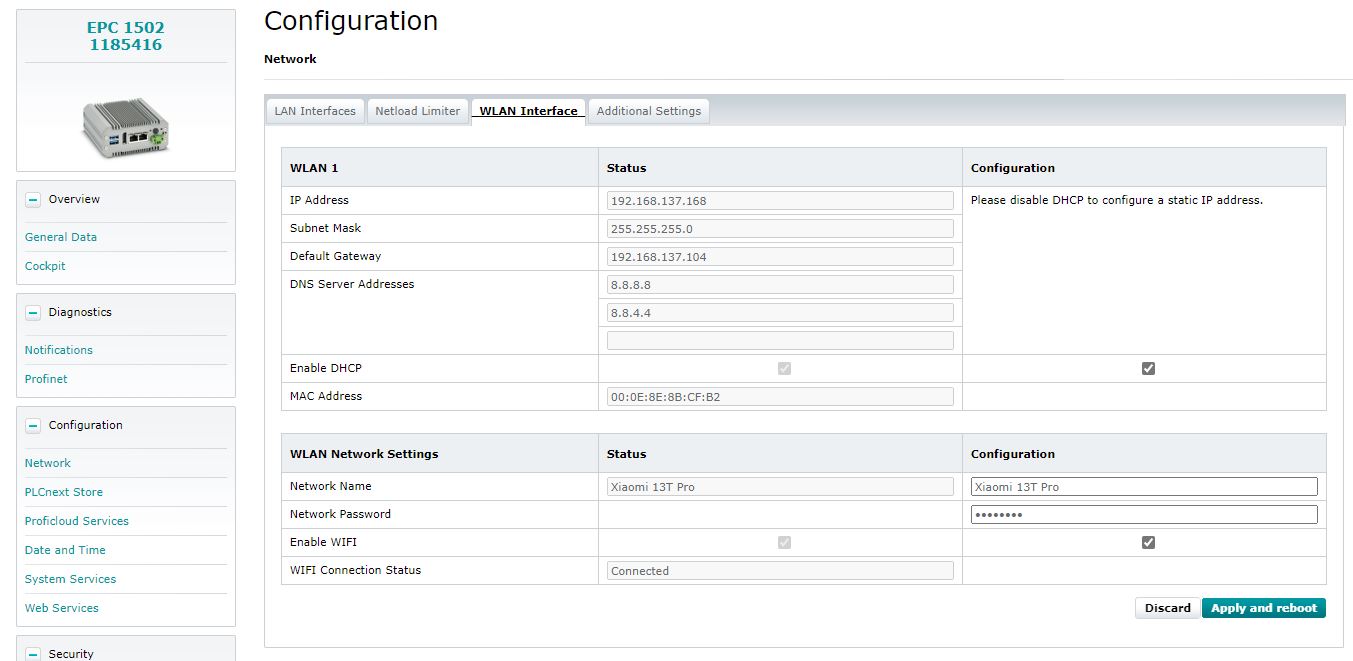 EPC 1502
1185416
Overview
General Data
Cockpit
Diagnostics
Notifications
Profinet
Configuration
Network
PLCnext Store
Proficloud Services
Date and Time
System Services
Web Services
Security
Configuration
Network
LAN Interfaces Netload Limiter WLAN Interface Additional Settings
WLAN 1 Status Configuration
IP Address 192.168.137.168 Please disable DHCP to configure a static IP address.
Subnet Mask 255.255.255.0
Default Gateway 192.168.137.104
DNS Server Addresses 8.8.8.8
8.8.4.4
Enable DHCP
MAC Address 00:0E:8E:8B:CF:B2
WLAN Network Settings Status Configuration
Network Name Xiaomi 13T Pro Xiaomi 13T Pro
Network Password ••••••••
Enable WIFI
WIFI Connection Status Connected
Discard Apply and reboot